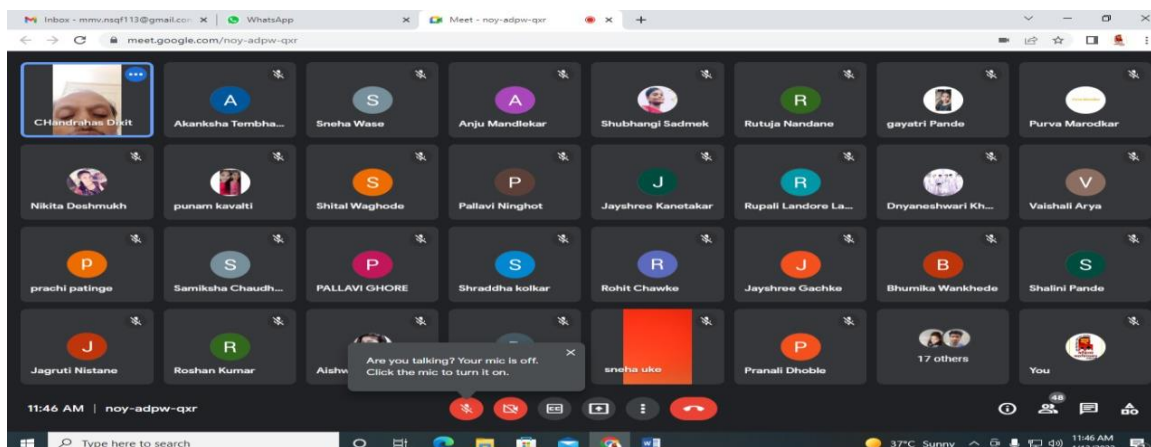 Inbox - mmv.nsqf113@gmail.con
WhatsApp
Meet - noy-adpw-qxr
meet.google.com/noy-adpw-qxr
CHandrahas Dixit
A
Akanksha Tembha...
S
Sneha Wase
A
Anju Mandlekar
Shubhangi Sadmek
R
Rutuja Nandane
gayatri Pande
Purva Marodkar
Nikita Deshmukh
punam kavalti
S
Shital Waghode
P
Pallavi Ninghot
J
Jayshree Kanetakar
R
Rupali Landore La...
Dnyaneshwari Kh...
V
Vaishali Arya
p
prachi patinge
S
Samiksha Chaudh...
P
PALLAVI GHORE
S
Shraddha kolkar
R
Rohit Chawke
J
Jayshree Gachke
B
Bhumika Wankhede
S
Shalini Pande
J
Jagruti Nistane
R
Roshan Kumar
Aishw
sneha uke
P
Pranali Dhoble
17 others
You
Are you talking? Your mic is off.
Click the mic to turn it on.
11:46 AM | noy-adpw-qxr
CC
48
Type here to search
37°C Sunny
11:46 AM